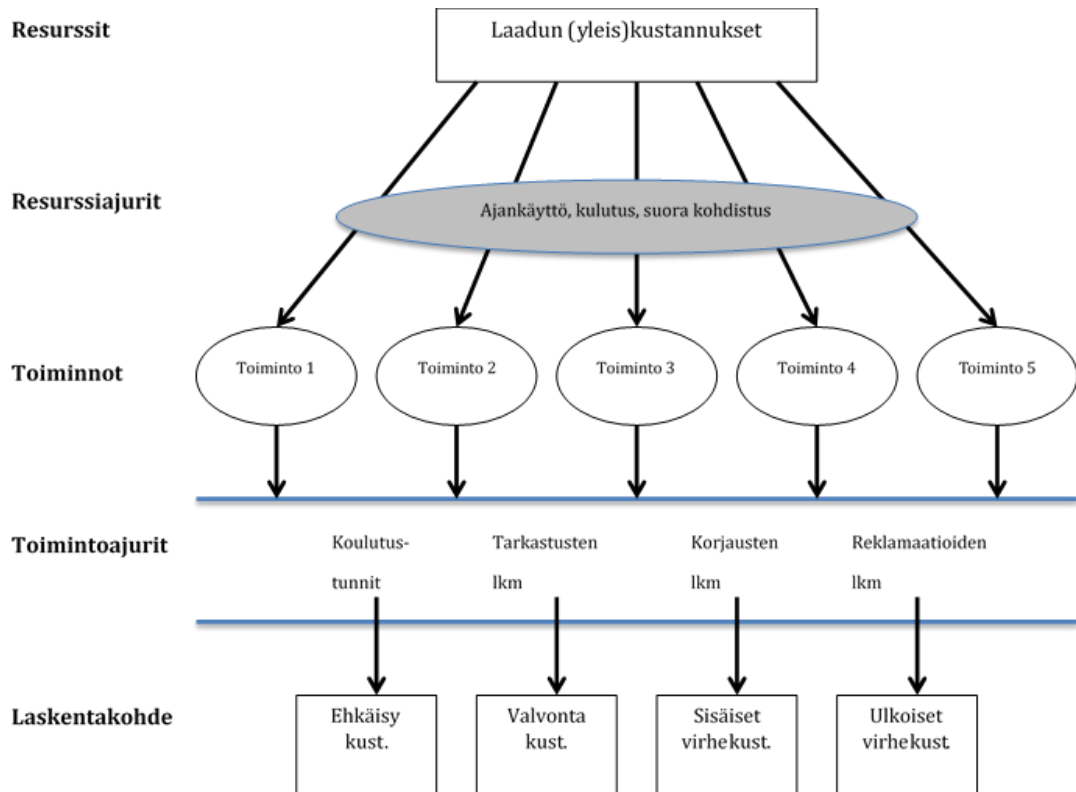 Resurssit
Laadun (yleis)kustannukset
Resurssiajurit
Ajankäyttö, kulutus, suora kohdistus
Toiminnot
Toiminto 1
Toiminto 2
Toiminto 3
Toiminto 4
Toiminto 5
Toimintoajurit
Koulutus-
tunnit
Tarkastusten
lkm
Korjausten
lkm
Reklamaatioiden
lkm
Laskentakohde
Ehkäisy
kust.
Valvonta
kust.
Sisäiset
virhekust.
Ulkoiset
virhekust.